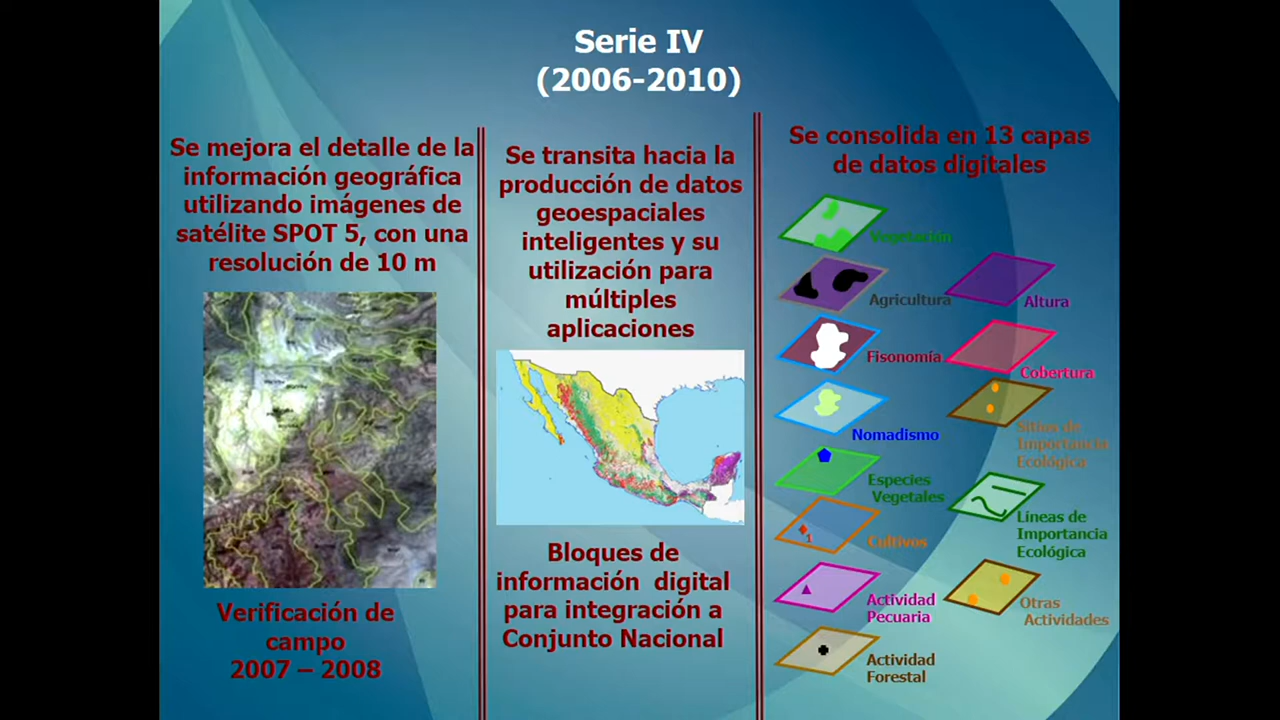 Serie IV
(2006-2010)
Se mejora el detalle de la
información geográfica
utilizando imágenes de
satélite SPOT 5, con una
resolución de 10 m
Verificación de
campo
2007 – 2008
Se transita hacia la
producción de datos
geoespaciales
inteligentes y su
utilización para
múltiples
aplicaciones
Bloques de
información digital
para integración a
Conjunto Nacional
Se consolida en 13 capas
de datos digitales
Vegetación
Agricultura
Fisonomía
Nomadismo
Especies
Vegetales
Cultivos
1
Actividad
Pecuaria
Actividad
Forestal
Altura
Cobertura
Sitios de
Importancia
Ecológica
Líneas de
Importancia
Ecológica
Otras
Actividades